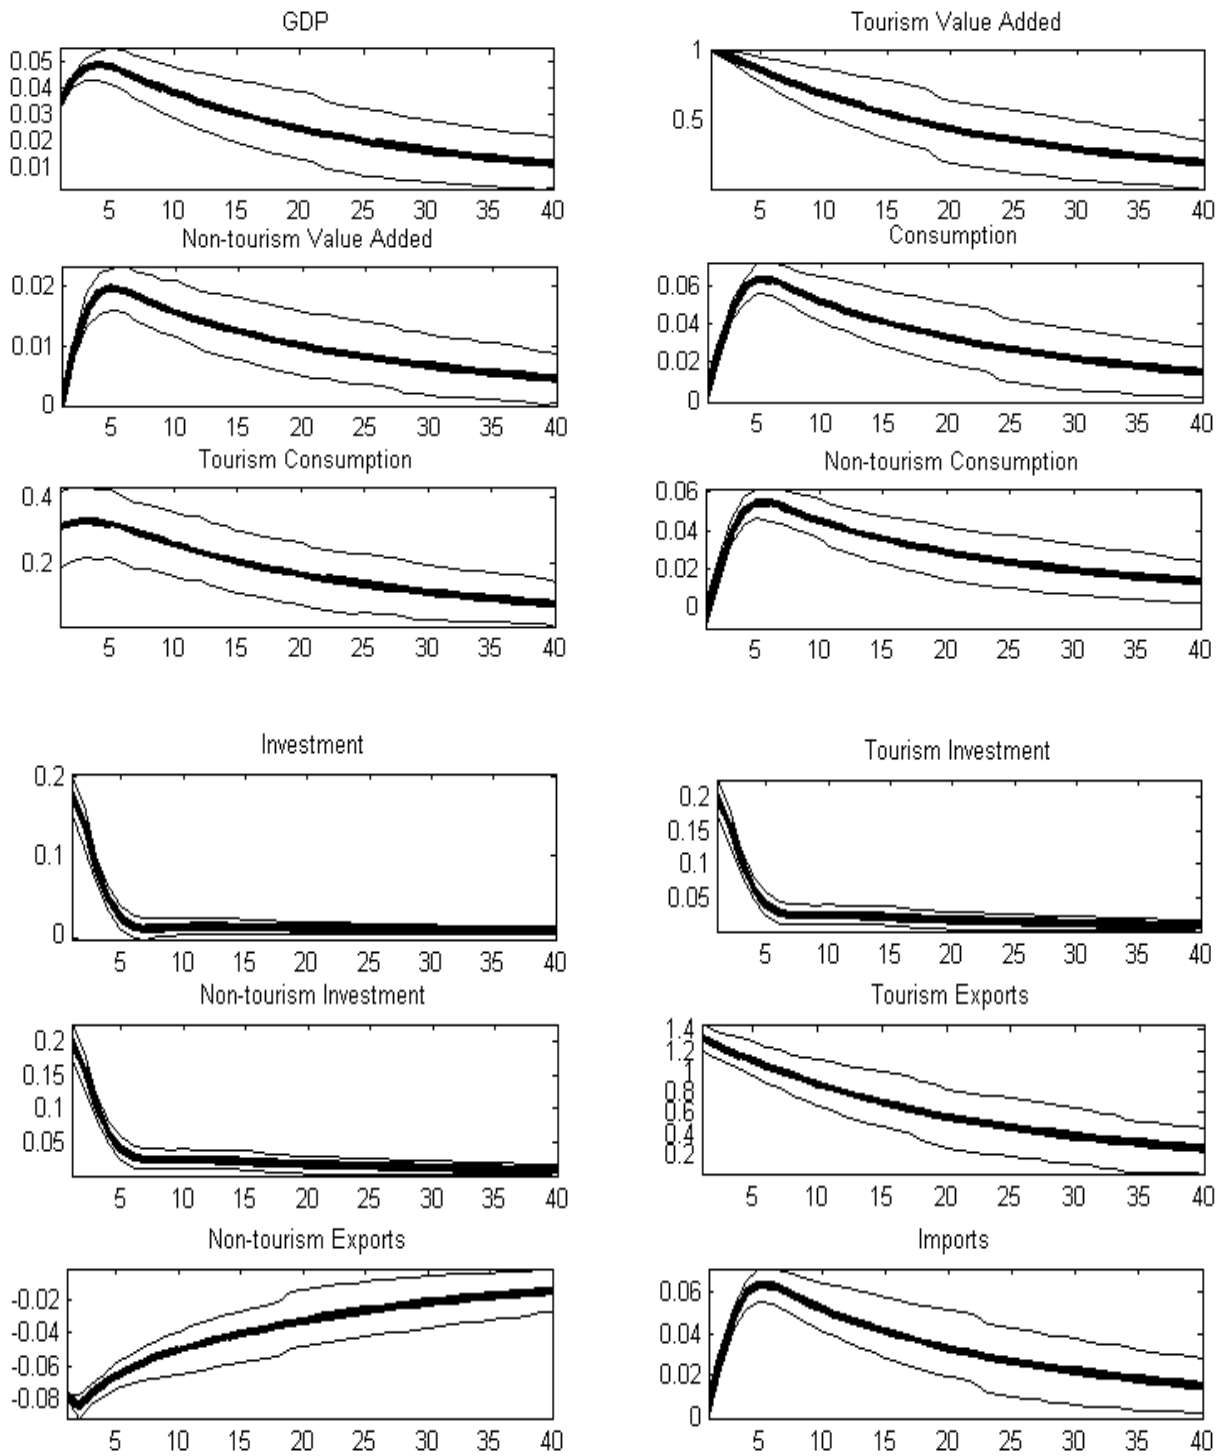 GDP
0.05
0.04
0.03
0.02
0.01
5 10 15 20 25 30 35 40
Tourism Value Added
1
0.5
5 10 15 20 25 30 35 40
Non-tourism Value Added
0.02
0.01
0
5 10 15 20 25 30 35 40
Consumption
0.06
0.04
0.02
0
5 10 15 20 25 30 35 40
Tourism Consumption
0.4
0.2
5 10 15 20 25 30 35 40
Non-tourism Consumption
0.06
0.04
0.02
0
5 10 15 20 25 30 35 40
Investment
0.2
0.1
0
5 10 15 20 25 30 35 40
Tourism Investment
0.2
0.15
0.1
0.05
5 10 15 20 25 30 35 40
Non-tourism Investment
0.2
0.15
0.1
0.05
5 10 15 20 25 30 35 40
Tourism Exports
1.4
1.2
1
0.8
0.6
0.4
0.2
5 10 15 20 25 30 35 40
Non-tourism Exports
-0.02
-0.04
-0.06
-0.08
5 10 15 20 25 30 35 40
Imports
0.06
0.04
0.02
0
5 10 15 20 25 30 35 40